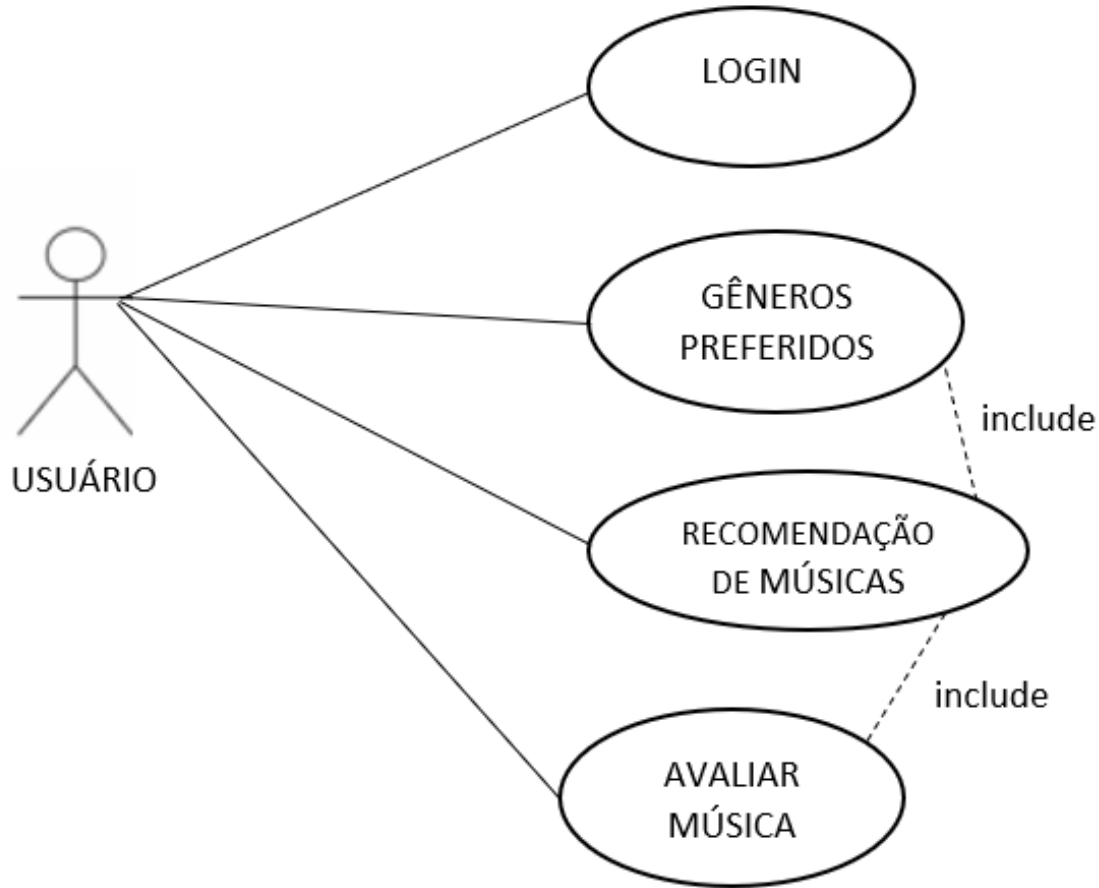 LOGIN
GÊNEROS
PREFERIDOS
include
USUÁRIO
RECOMENDAÇÃO
DE MÚSICAS
include
AVALIAR
MÚSICA